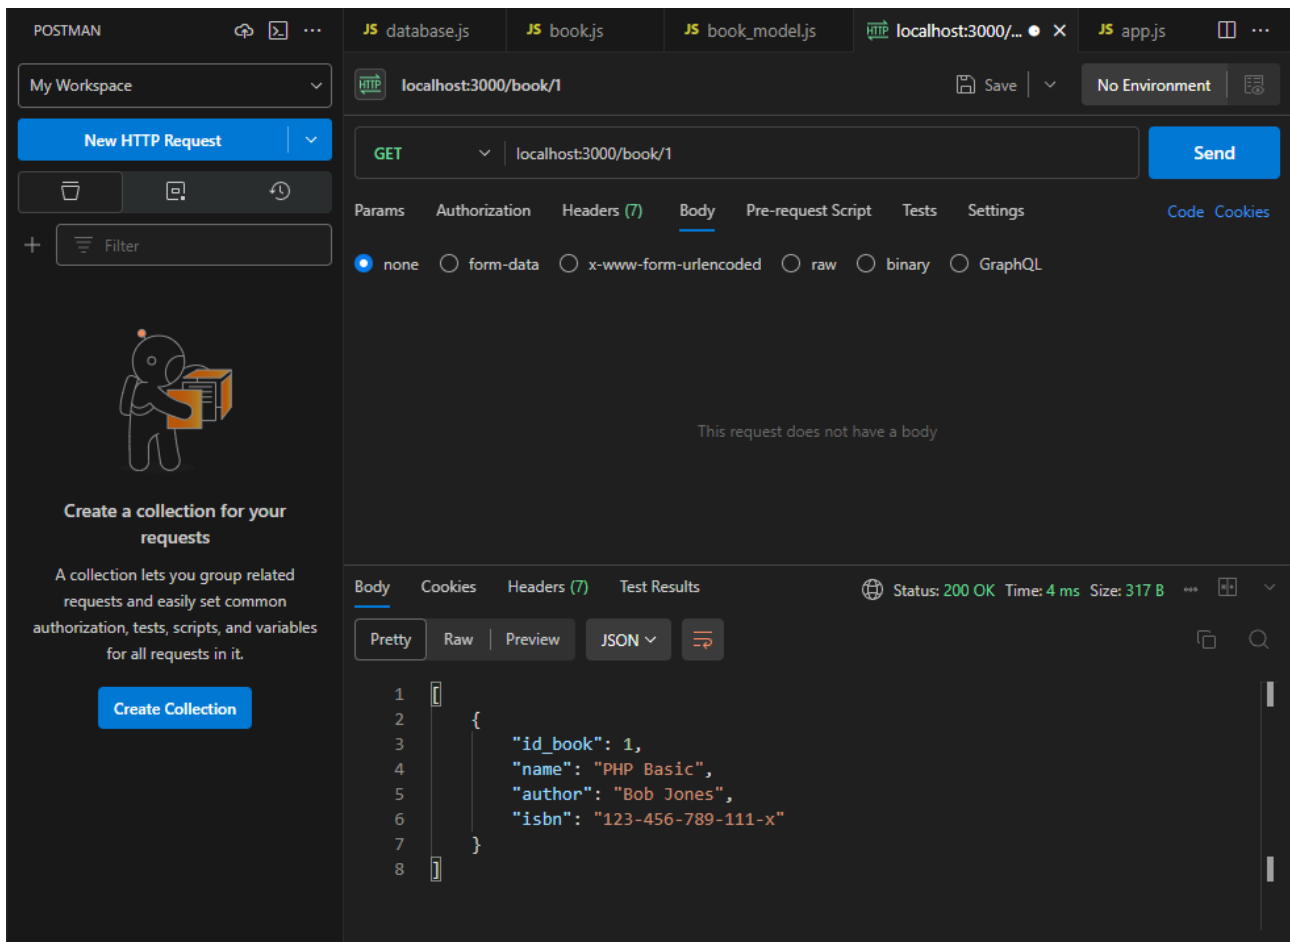 POSTMAN
JS database.js
JS book.js
JS book_model.js
HTTP localhost:3000/...
JS app.js
My Workspace
HTTP localhost:3000/book/1
Save
No Environment
New HTTP Request
GET
localhost:3000/book/1
Send
Params Authorization Headers (7) Body Pre-request Script Tests Settings
Code Cookies
Filter
none form-data x-www-form-urlencoded raw binary GraphQL
This request does not have a body
Create a collection for your
requests
A collection lets you group related
requests and easily set common
authorization, tests, scripts, and variables
for all requests in it.
Create Collection
Body Cookies Headers (7) Test Results
Status: 200 OK Time: 4 ms Size: 317 B
Pretty Raw Preview JSON
1 [
2 {
3 "id_book": 1,
4 "name": "PHP Basic",
5 "author": "Bob Jones",
6 "isbn": "123-456-789-111-x"
7 }
8 ]